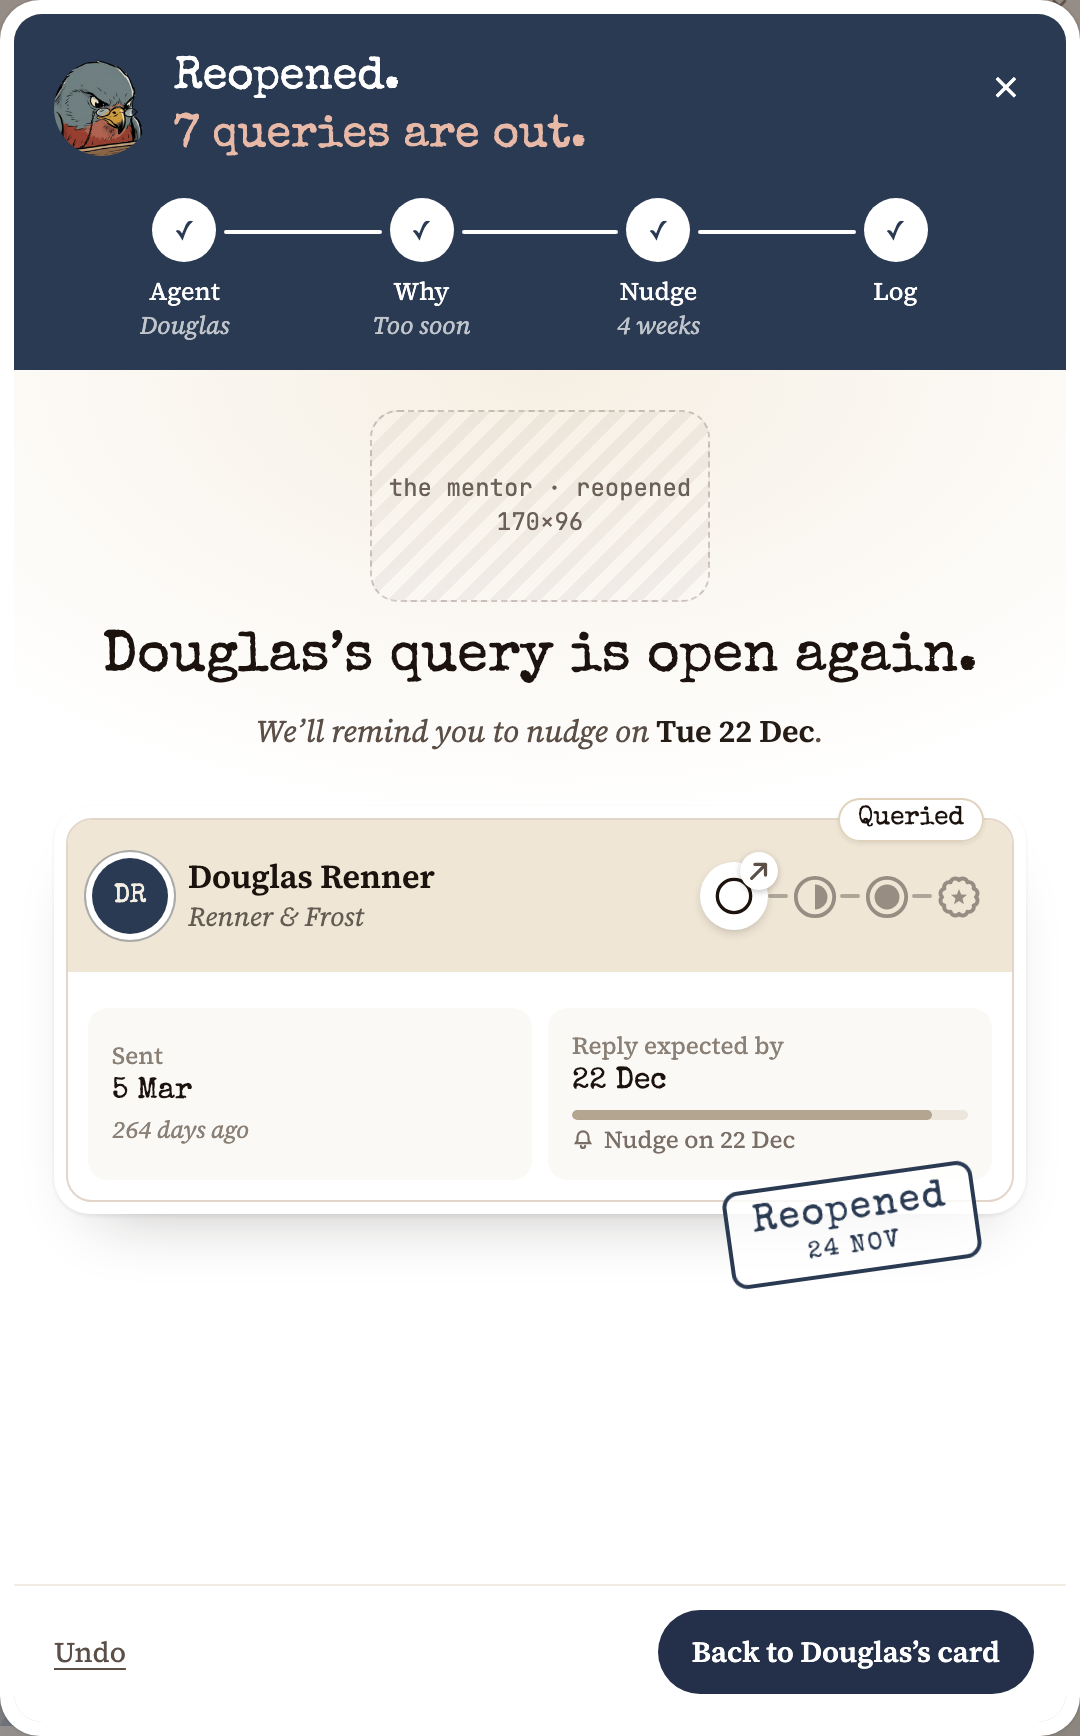 Reopened.
7 queries are out.
✓ ✓ ✓ ✓
Agent Why Nudge Log
Douglas Too soon 4 weeks
the mentor · reopened
170×96
Douglas’s query is open again.
We’ll remind you to nudge on Tue 22 Dec.
Queried
DR
Douglas Renner
Renner & Frost
Sent
5 Mar
264 days ago
Reply expected by
22 Dec
Nudge on 22 Dec
Reopened
24 NOV
Undo
Back to Douglas’s card